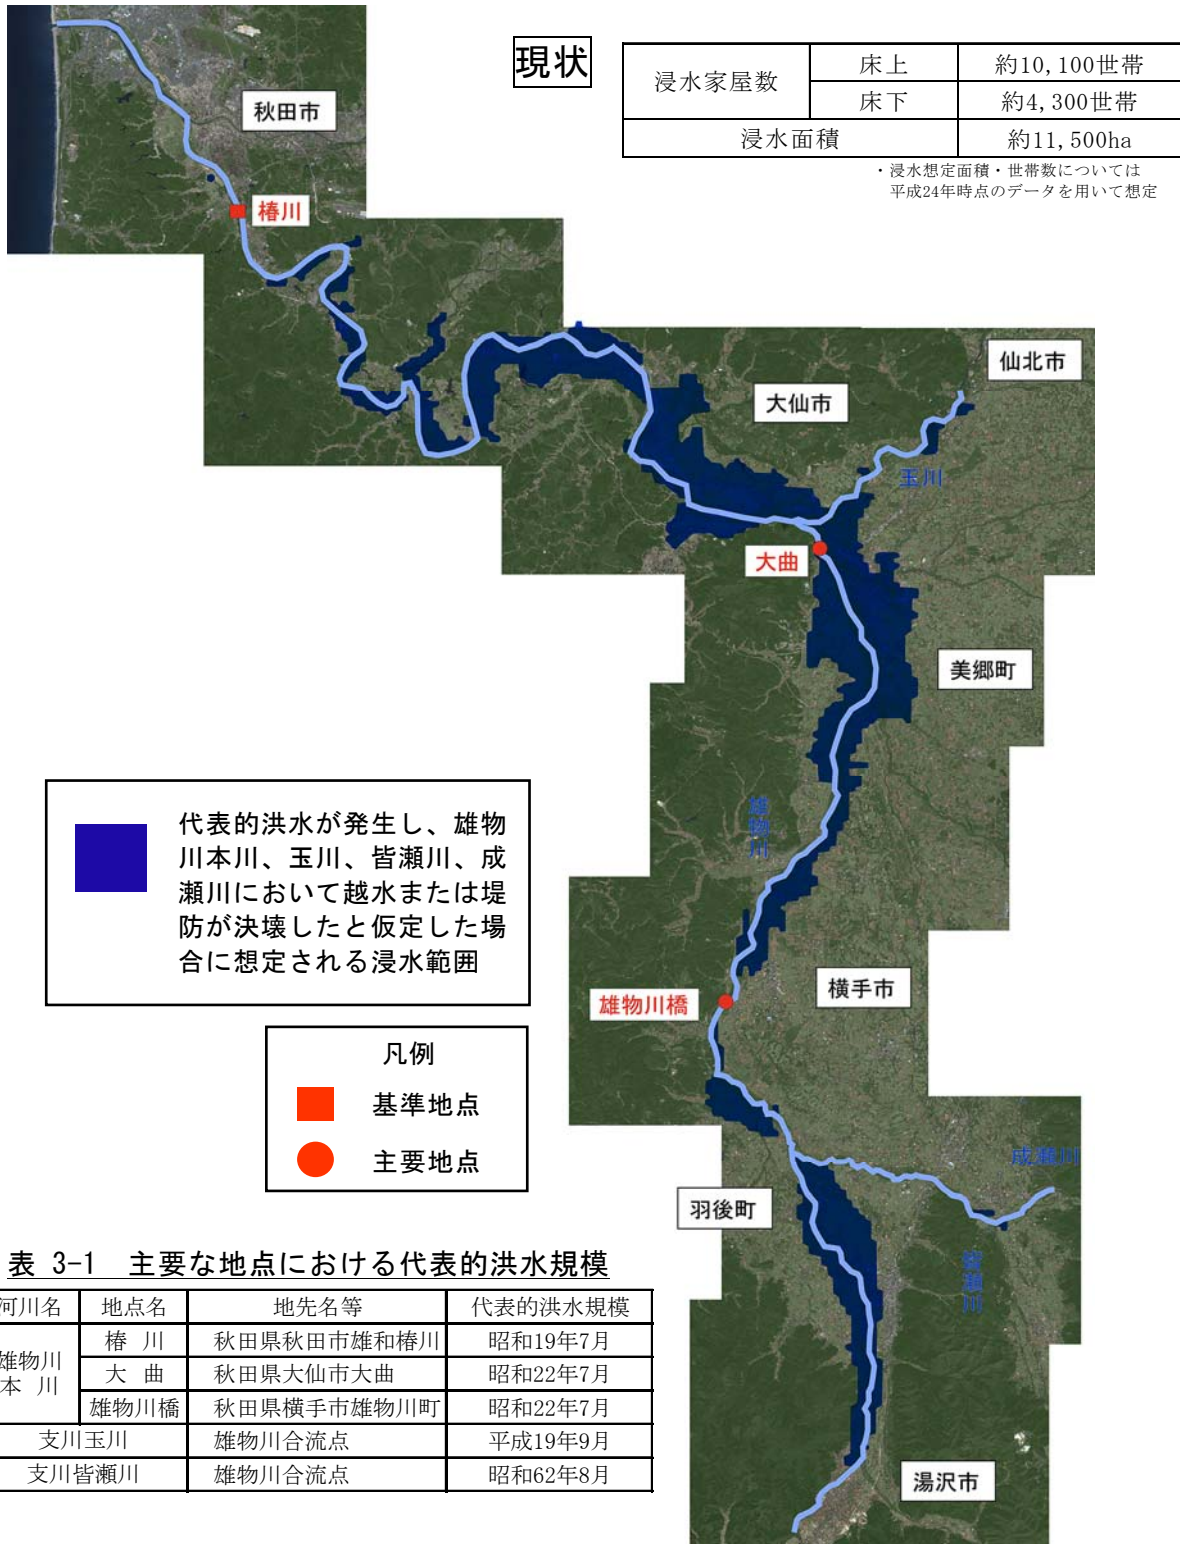 現状
浸水家屋数 床上 約10,100世帯
床下 約4,300世帯
浸水面積 約11,500ha
・浸水想定面積・世帯数については
平成24年時点のデータを用いて想定
秋田市
椿川
仙北市
大仙市
玉川
大曲
美郷町
雄物川
代表的洪水が発生し、雄物
川本川、玉川、皆瀬川、成
瀬川において越水または堤
防が決壊したと仮定した場
合に想定される浸水範囲
横手市
雄物川橋
凡例
基準地点
主要地点
成瀬川
羽後町
皆瀬川
湯沢市
表 3-1 主要な地点における代表的洪水規模
河川名 地点名 地先名等 代表的洪水規模
雄物川
本 川
椿 川 秋田県秋田市雄和椿川 昭和19年7月
大 曲 秋田県大仙市大曲 昭和22年7月
雄物川橋 秋田県横手市雄物川町 昭和22年7月
支川玉川 雄物川合流点 平成19年9月
支川皆瀬川 雄物川合流点 昭和62年8月